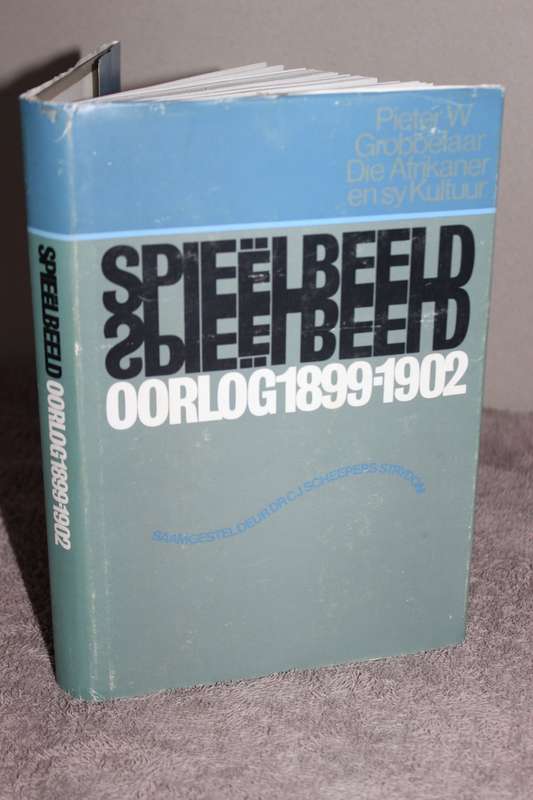 Pieter W
Grobbelaar
Die Afrikaner
en sy Kultuur
SPIEËLBEELD
SPIEËLBEELD
OORLOG 1899-1902
SAAMGESTEL DEUR DR CJ SCHEEPERS STRYDOM
SPIEËLBEELD OORLOG 1899-1902